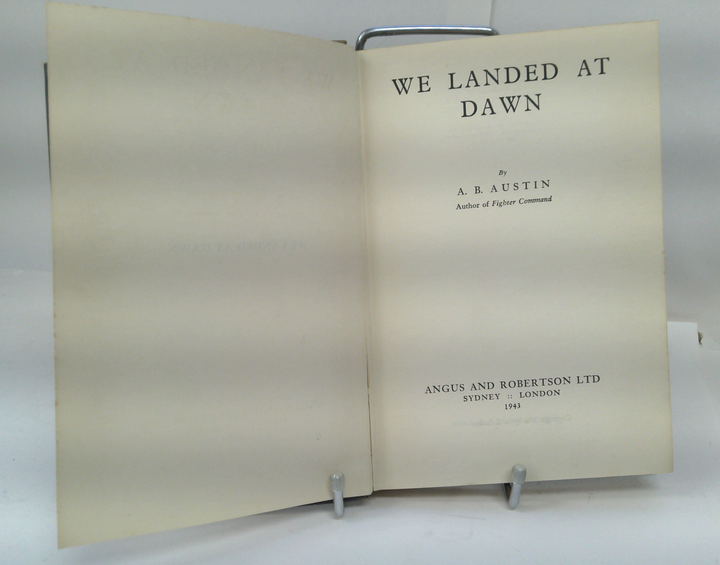 WE LANDED AT
DAWN
By
A. B. AUSTIN
Author of Fighter Command
ANGUS AND ROBERTSON LTD
SYDNEY :: LONDON
1943